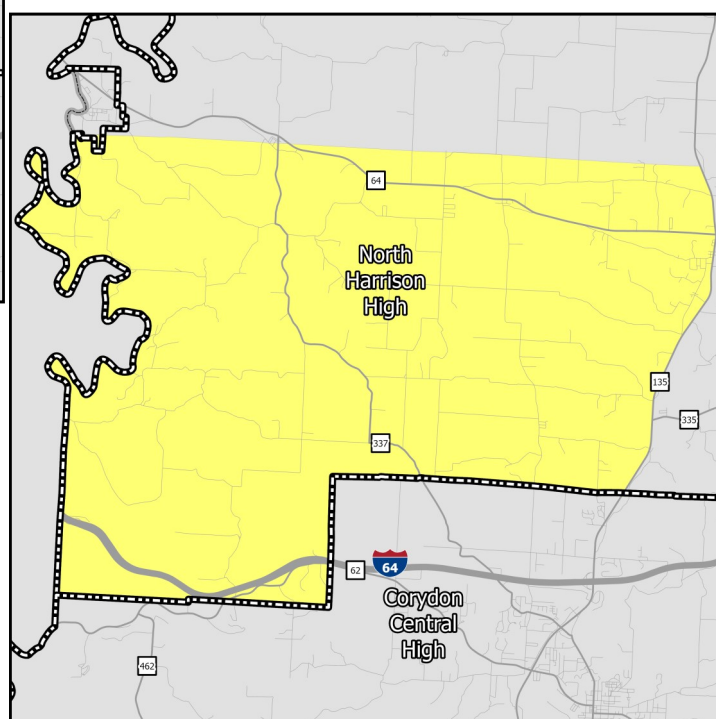 64
North
Harrison
High
135
335
337
62
64
Corydon
Central
High
462